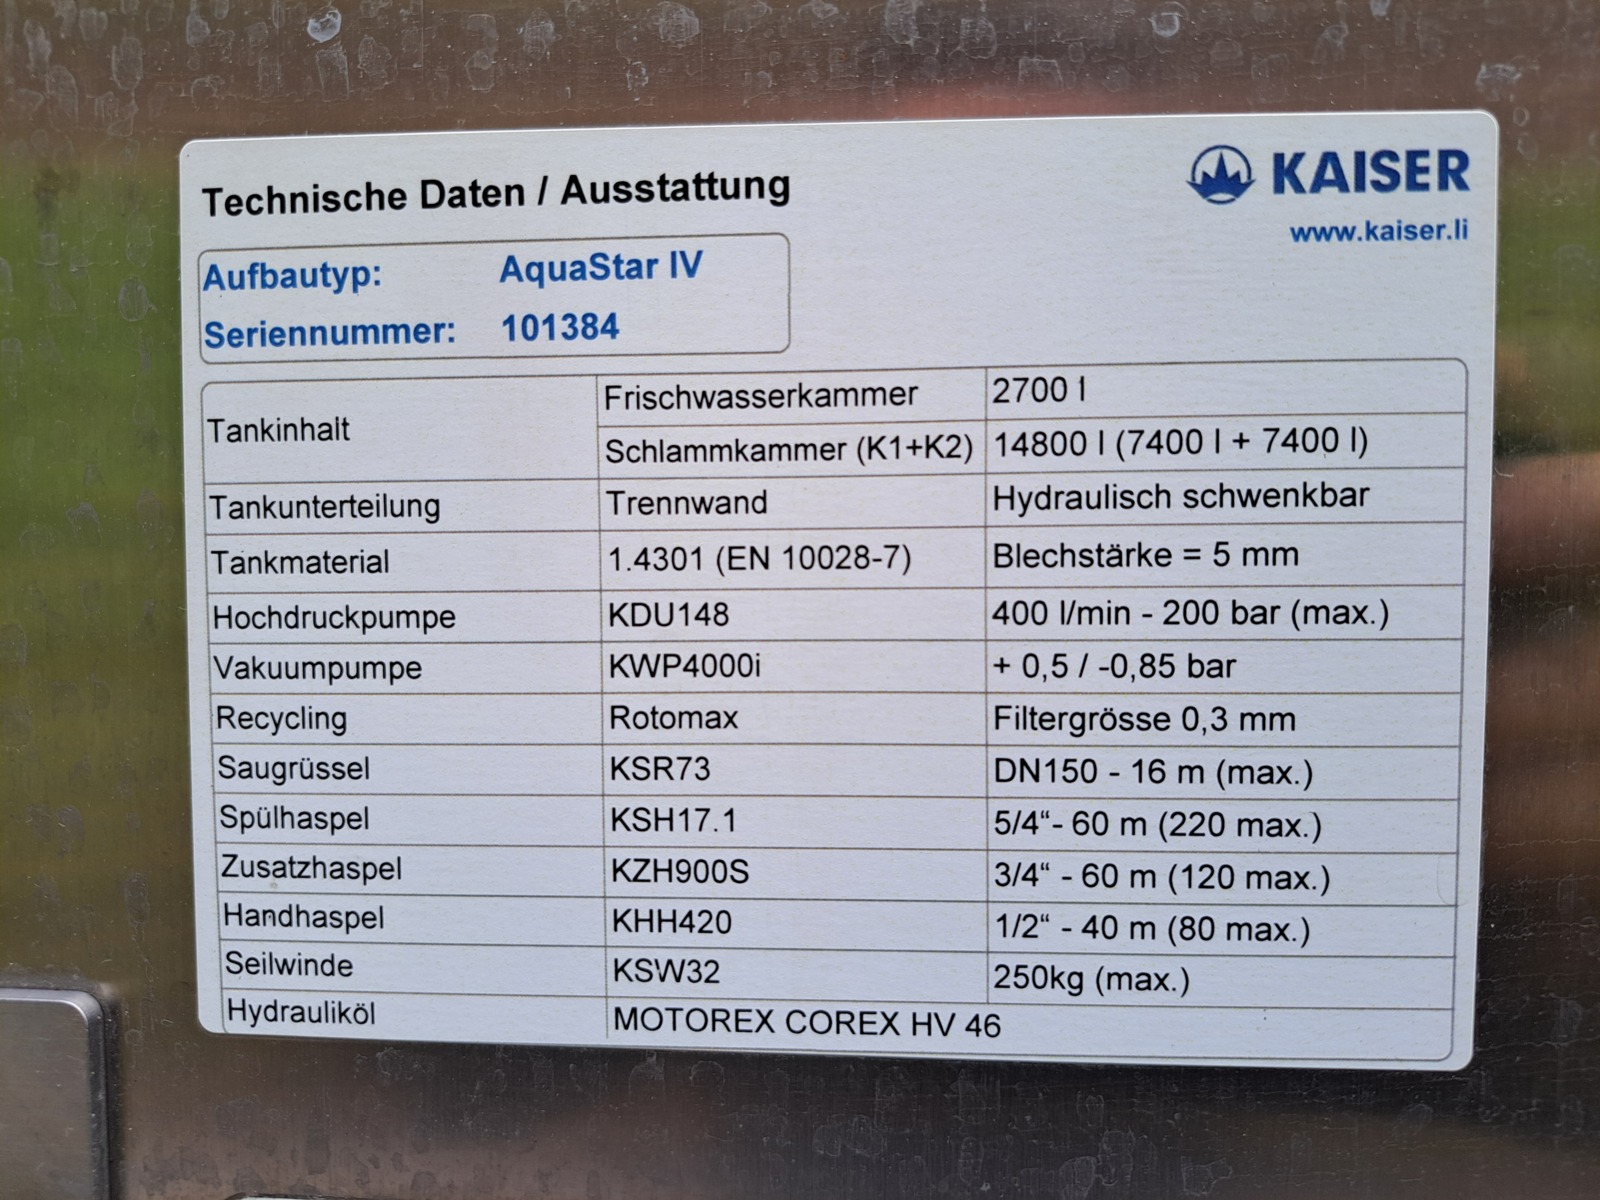 Technische Daten / Ausstattung
KAISER
www.kaiser.li
Aufbautyp: AquaStar IV
Seriennummer: 101384
Tankinhalt Frischwasserkammer 2700 l
Schlammkammer (K1+K2) 14800 l (7400 l + 7400 l)
Tankunterteilung Trennwand Hydraulisch schwenkbar
Tankmaterial 1.4301 (EN 10028-7) Blechstärke = 5 mm
Hochdruckpumpe KDU148 400 l/min - 200 bar (max.)
Vakuumpumpe KWP4000i + 0,5 / -0,85 bar
Recycling Rotomax Filtergrösse 0,3 mm
Saugrüssel KSR73 DN150 - 16 m (max.)
Spülhaspel KSH17.1 5/4“- 60 m (220 max.)
Zusatzhaspel KZH900S 3/4“ - 60 m (120 max.)
Handhaspel KHH420 1/2“ - 40 m (80 max.)
Seilwinde KSW32 250kg (max.)
Hydrauliköl MOTOREX COREX HV 46